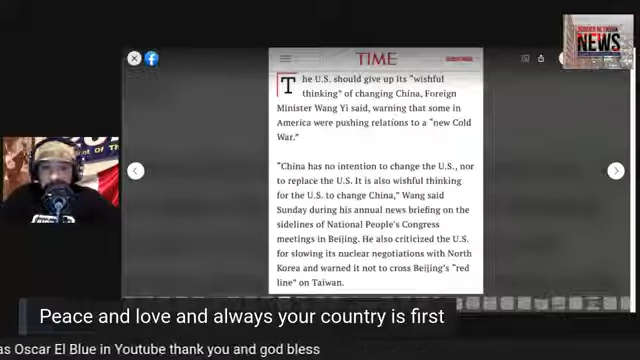 BORDER NETWORK
NEWS
TIME
The U.S. should give up its “wishful
thinking” of changing China, Foreign
Minister Wang Yi said, warning that some in
America were pushing relations to a “new Cold
War.”
“China has no intention to change the U.S., nor
to replace the U.S. It is also wishful thinking
for the U.S. to change China,” Wang said
Sunday during his annual news briefing on the
sidelines of National People's Congress
meetings in Beijing. He also criticized the U.S.
for slowing its nuclear negotiations with North
Korea and warned it not to cross Beijing's “red
line” on Taiwan.
Peace and love and always your country is first
as Oscar El Blue in Youtube thank you and god bless